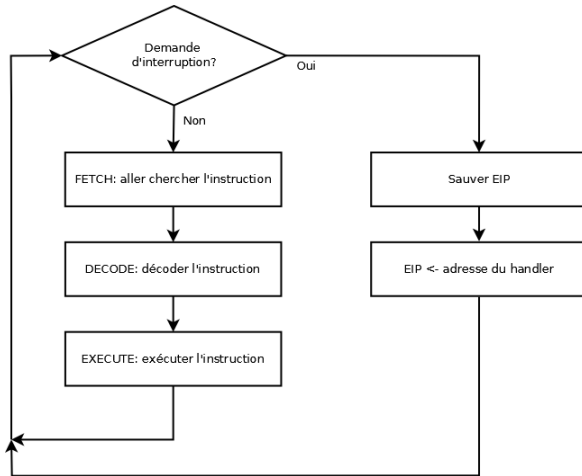 Demande
d'interruption?
Oui
Non
FETCH: aller chercher l'instruction
Sauver EIP
DECODE: décoder l'instruction
EIP <- adresse du handler
EXECUTE: exécuter l'instruction